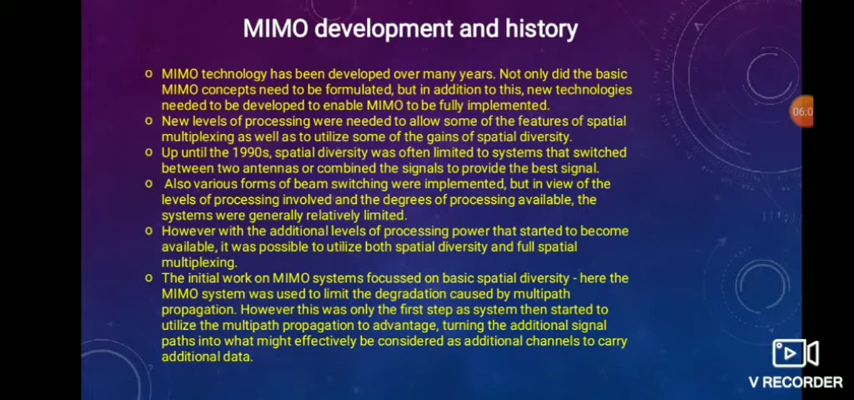 MIMO development and history
o MIMO technology has been developed over many years. Not only did the basic
MIMO concepts need to be formulated, but in addition to this, new technologies
needed to be developed to enable MIMO to be fully implemented.
o New levels of processing were needed to allow some of the features of spatial
multiplexing as well as to utilize some of the gains of spatial diversity.
o Up until the 1990s, spatial diversity was often limited to systems that switched
between two antennas or combined the signals to provide the best signal.
o Also various forms of beam switching were implemented, but in view of the
levels of processing involved and the degrees of processing available, the
systems were generally relatively limited.
o However with the additional levels of processing power that started to become
available, it was possible to utilize both spatial diversity and full spatial
multiplexing.
o The initial work on MIMO systems focussed on basic spatial diversity - here the
MIMO system was used to limit the degradation caused by multipath
propagation. However this was only the first step as system then started to
utilize the multipath propagation to advantage, turning the additional signal
paths into what might effectively be considered as additional channels to carry
additional data.
06:0
V RECORDER